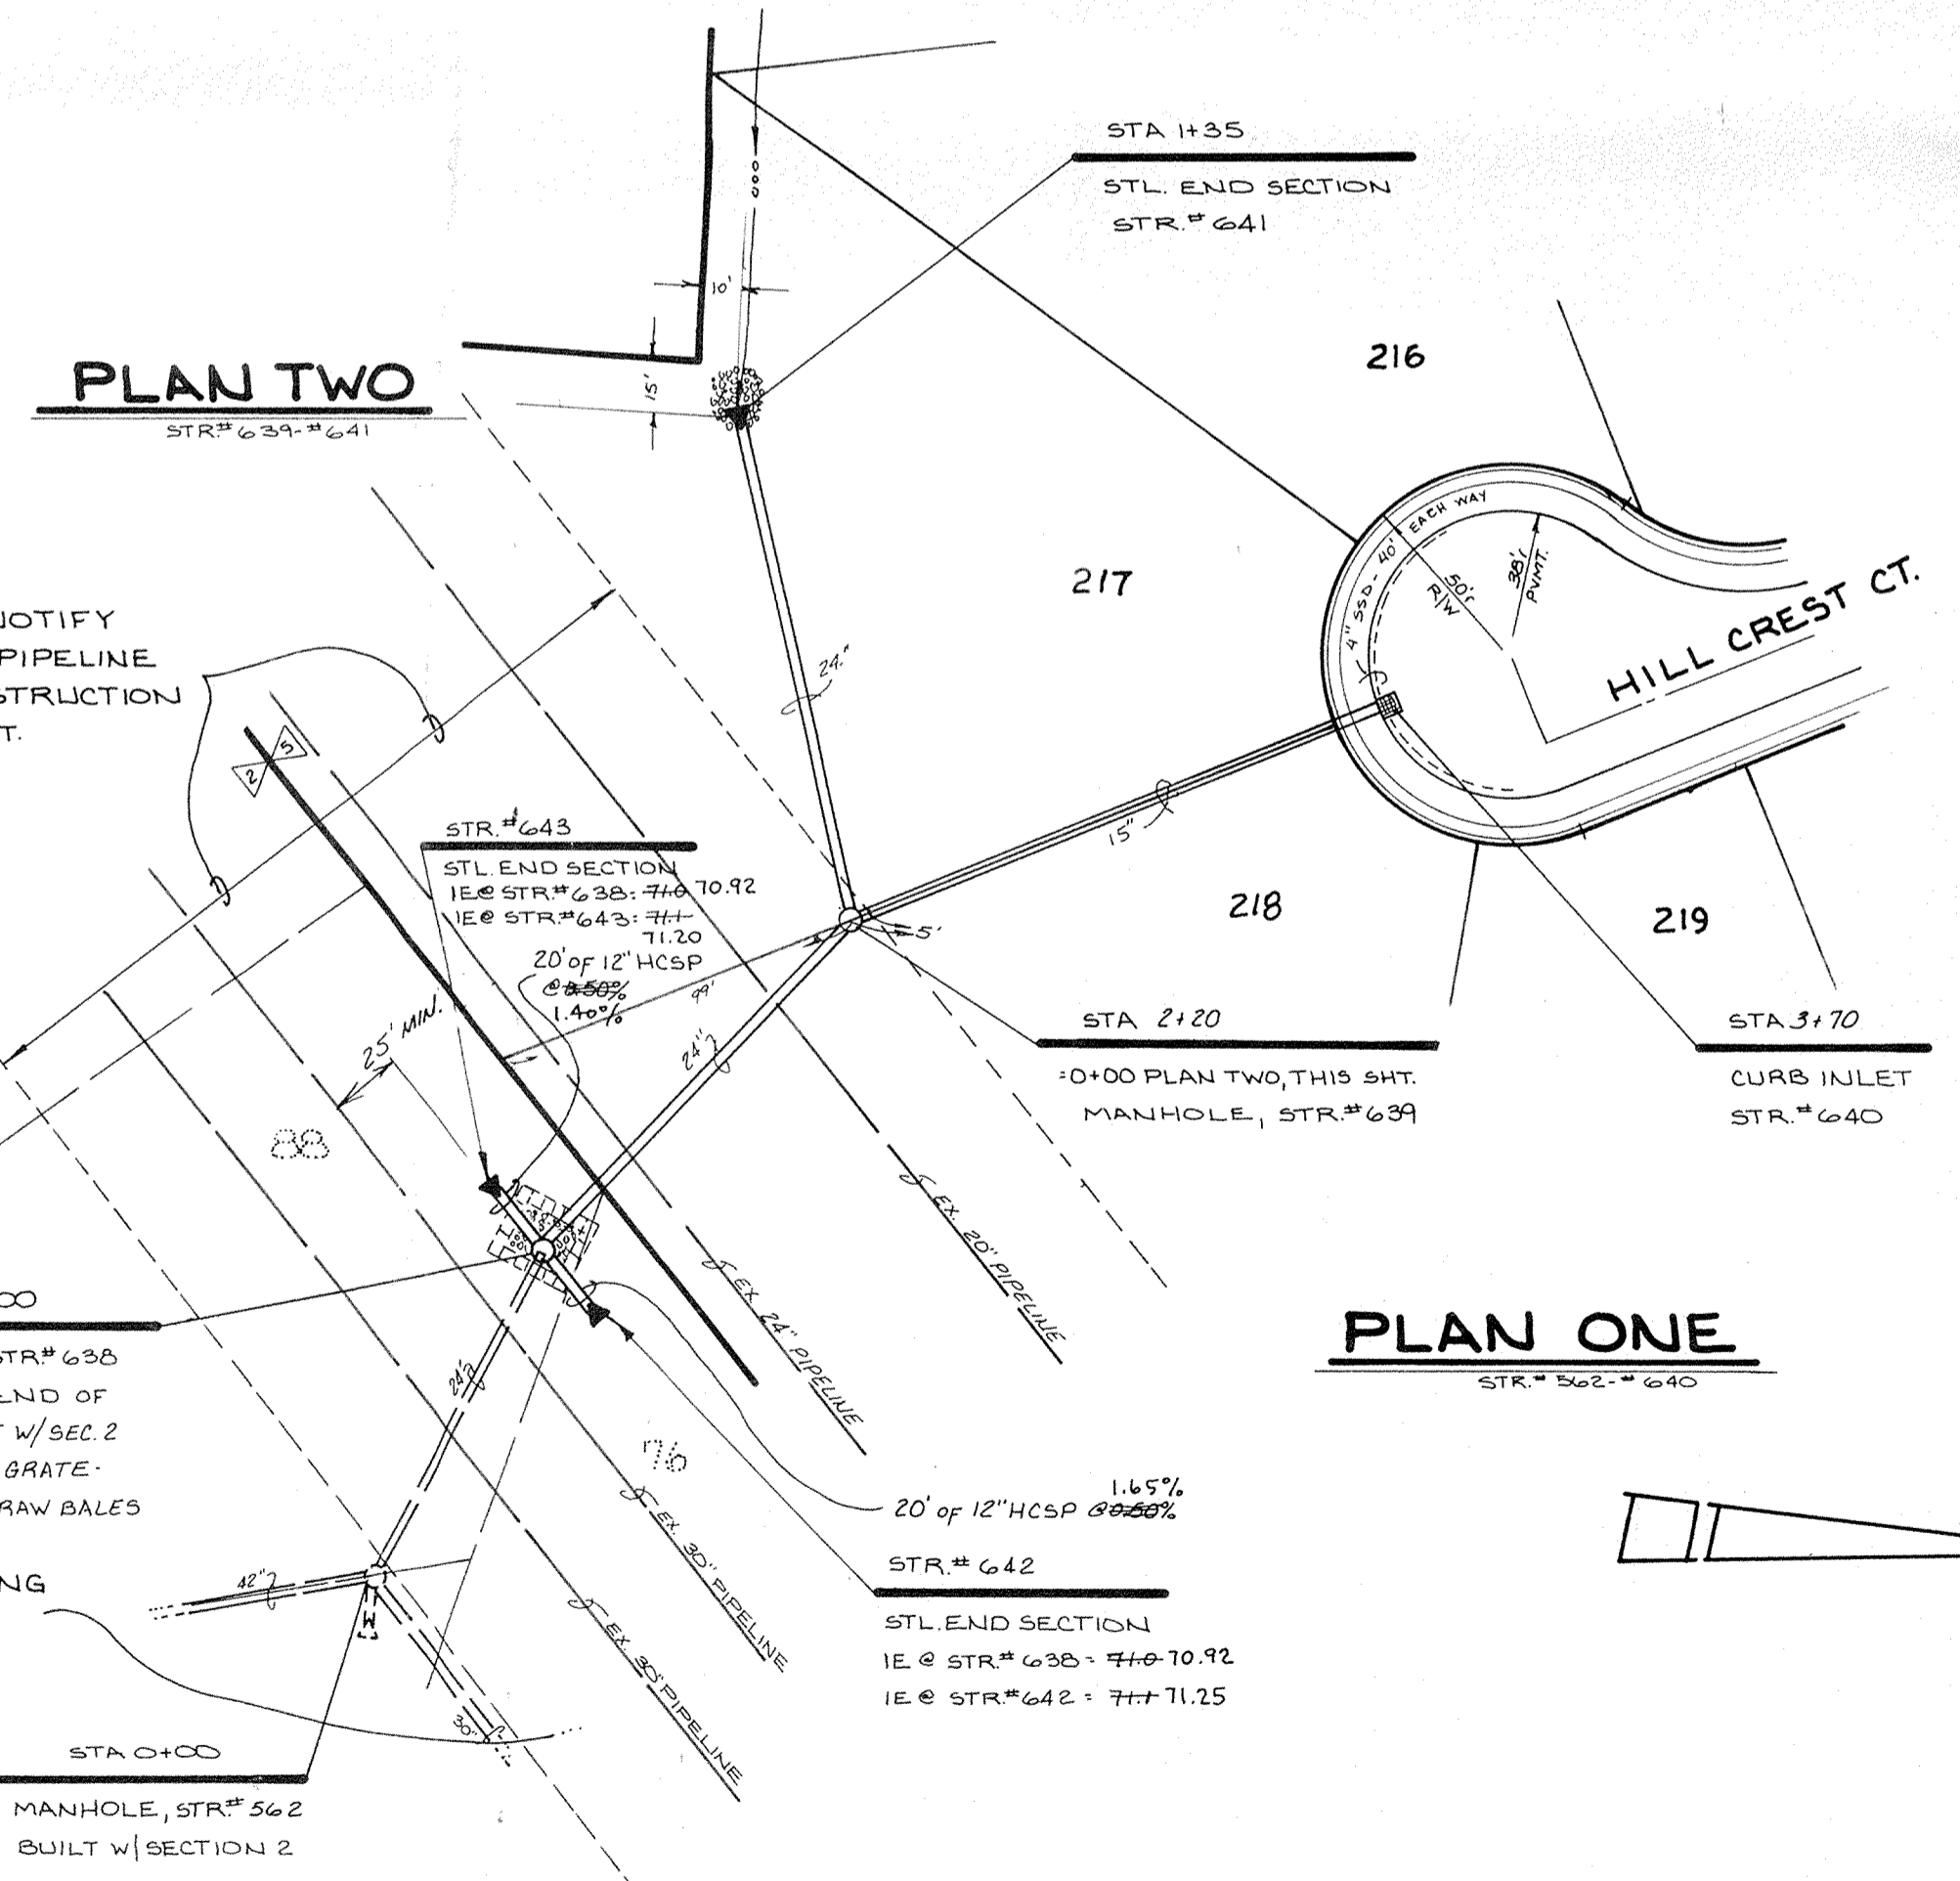 STA 1+35
STL. END SECTION
STR.# 641
10'
15'
PLAN TWO
STR.# 639-#641
216
217
4" SSD - 40' EACH WAY
50'r
R/W
38'r
PVMT.
HILL CREST CT.
NOTIFY
PIPELINE
STRUCTION
T.
2
5
24"
15"
STR.#643
STL. END SECTION
IE@ STR.#638: 71.0 70.92
IE@ STR.#643: 71.1
71.20
20' OF 12" HCSP
@ 0.50%
1.40%
99'
5'
218
219
25' MIN.
24"
STA 2+20
=0+00 PLAN TWO, THIS SHT.
MANHOLE, STR.#639
STA 3+70
CURB INLET
STR.#640
88
EX. 20" PIPELINE
EX. 24" PIPELINE
00
STR.# 638
END OF
T W/SEC. 2
GRATE-
RAW BALES
NG
24"
76
PLAN ONE
STR.# 562-# 640
1.65%
20' OF 12" HCSP @ 0.50%
STR.# 642
STL. END SECTION
IE @ STR.# 638 = 71.0 70.92
IE @ STR.#642 = 71.1 71.25
EX. 30" PIPELINE
EX. 30" PIPELINE
42"
30"
STA 0+00
MANHOLE, STR.# 562
BUILT W/SECTION 2